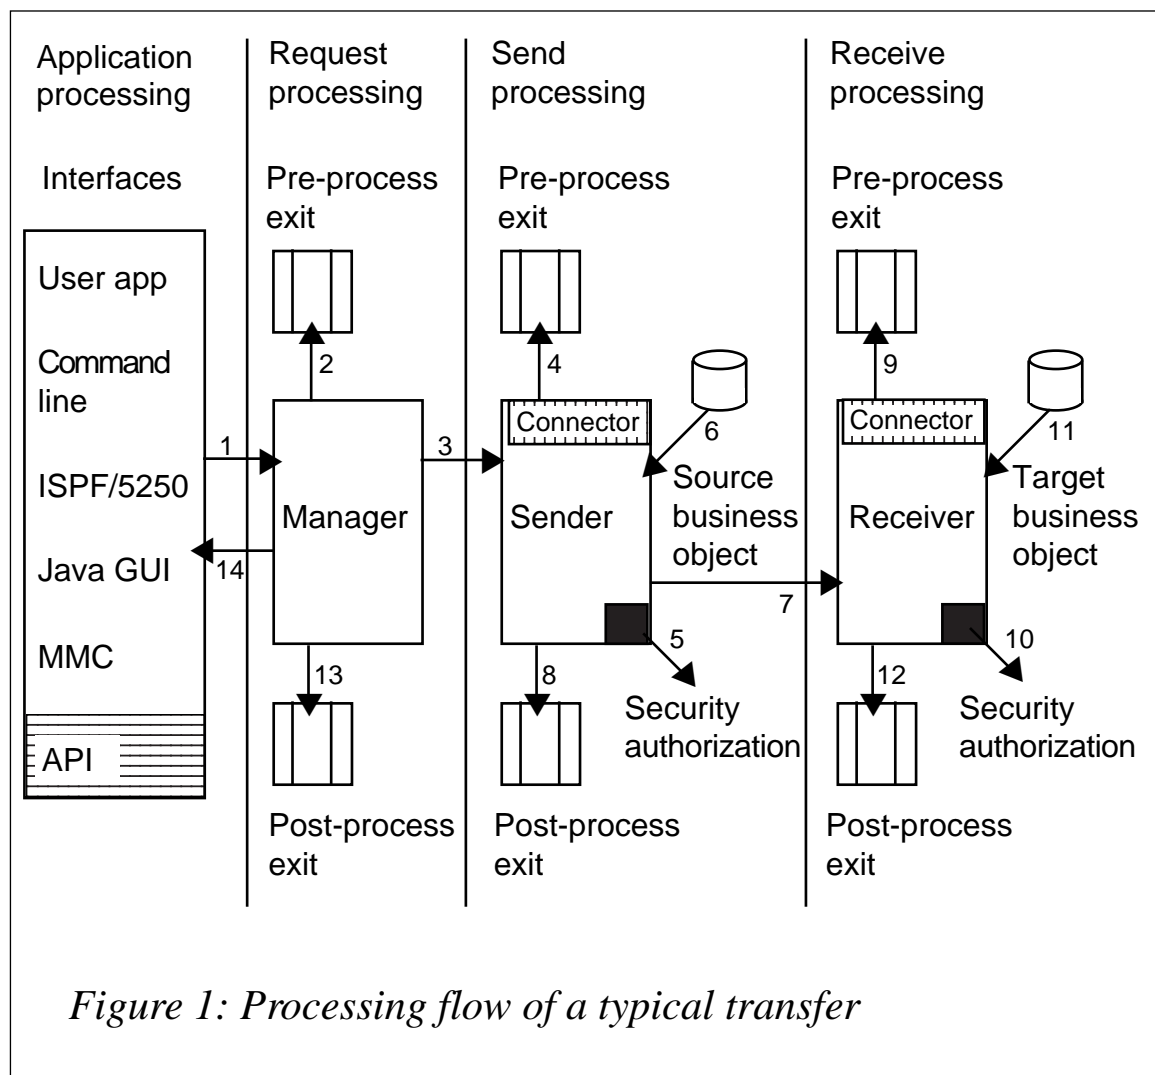 Application
processing
Interfaces
User app
Command
line
ISPF/5250
Java GUI
MMC
API
1
14
Request
processing
Pre-process
exit
2
Manager
13
Post-process
exit
3
Send
processing
Pre-process
exit
4
Connector
6
Sender
Source
business
object
5
Security
authorization
8
Post-process
exit
7
Receive
processing
Pre-process
exit
9
Connector
11
Receiver
Target
business
object
10
Security
authorization
12
Post-process
exit
Figure 1: Processing flow of a typical transfer